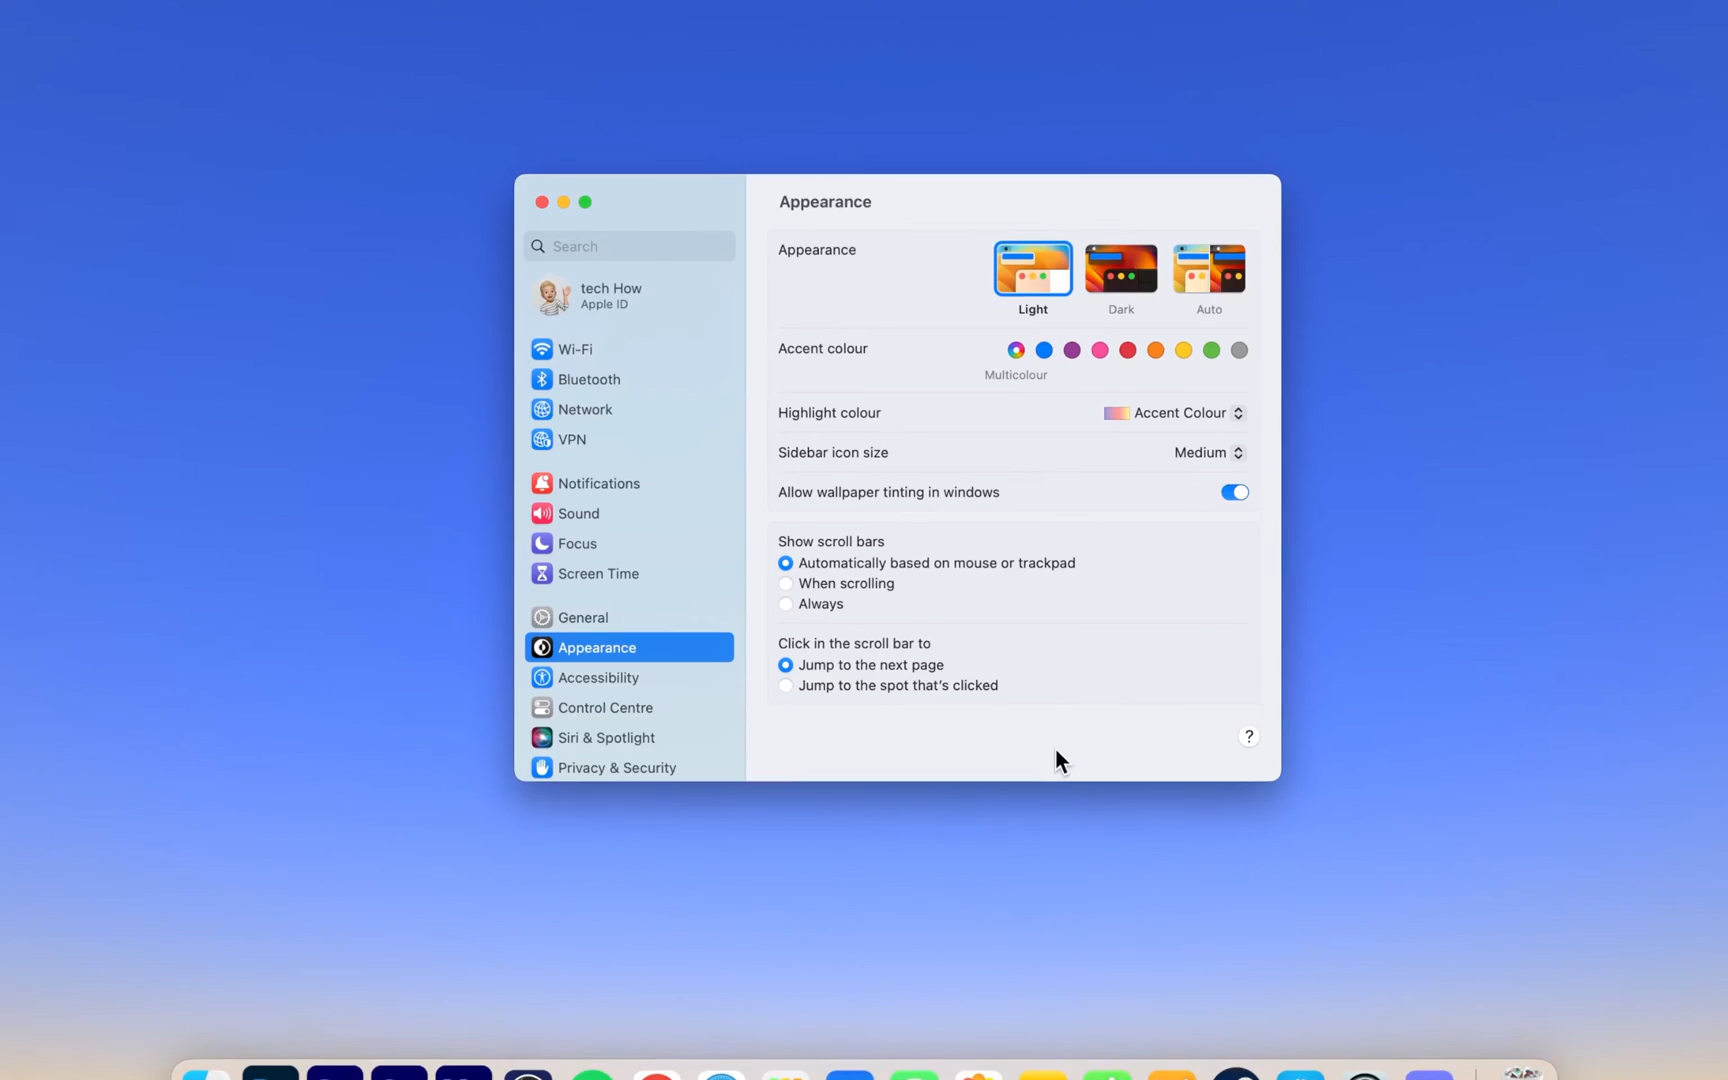 Appearance
Search
tech How
Apple ID
Wi-Fi
Bluetooth
Network
VPN
Notifications
Sound
Focus
Screen Time
General
Appearance
Accessibility
Control Centre
Siri & Spotlight
Privacy & Security
Appearance
Light
Dark
Auto
Accent colour
Multicolour
Highlight colour
Accent Colour
Sidebar icon size
Medium
Allow wallpaper tinting in windows
Show scroll bars
Automatically based on mouse or trackpad
When scrolling
Always
Click in the scroll bar to
Jump to the next page
Jump to the spot that's clicked
?